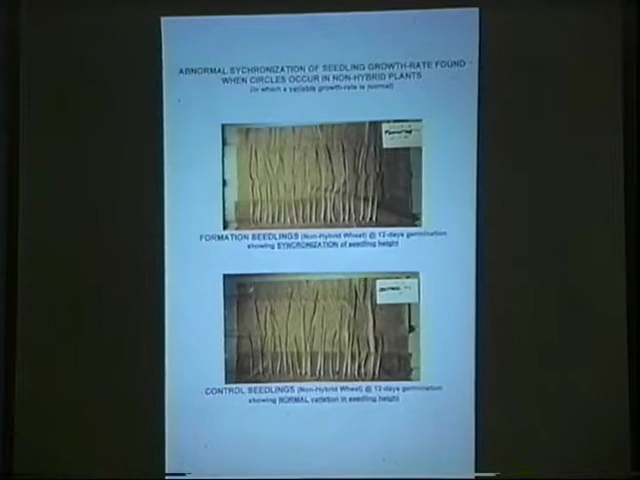 ABNORMAL SYCHRONIZATION OF SEEDLING GROWTH-RATE FOUND
WHEN CIRCLES OCCUR IN NON-HYBRID PLANTS
(in which a variable growth-rate is normal)
FORMATION SEEDLINGS (Non-Hybrid Wheat) @ 12-days germination
showing SYNCRONIZATION of seedling height
CONTROL SEEDLINGS (Non-Hybrid Wheat) @ 12-days germination
showing NORMAL variation in seedling height